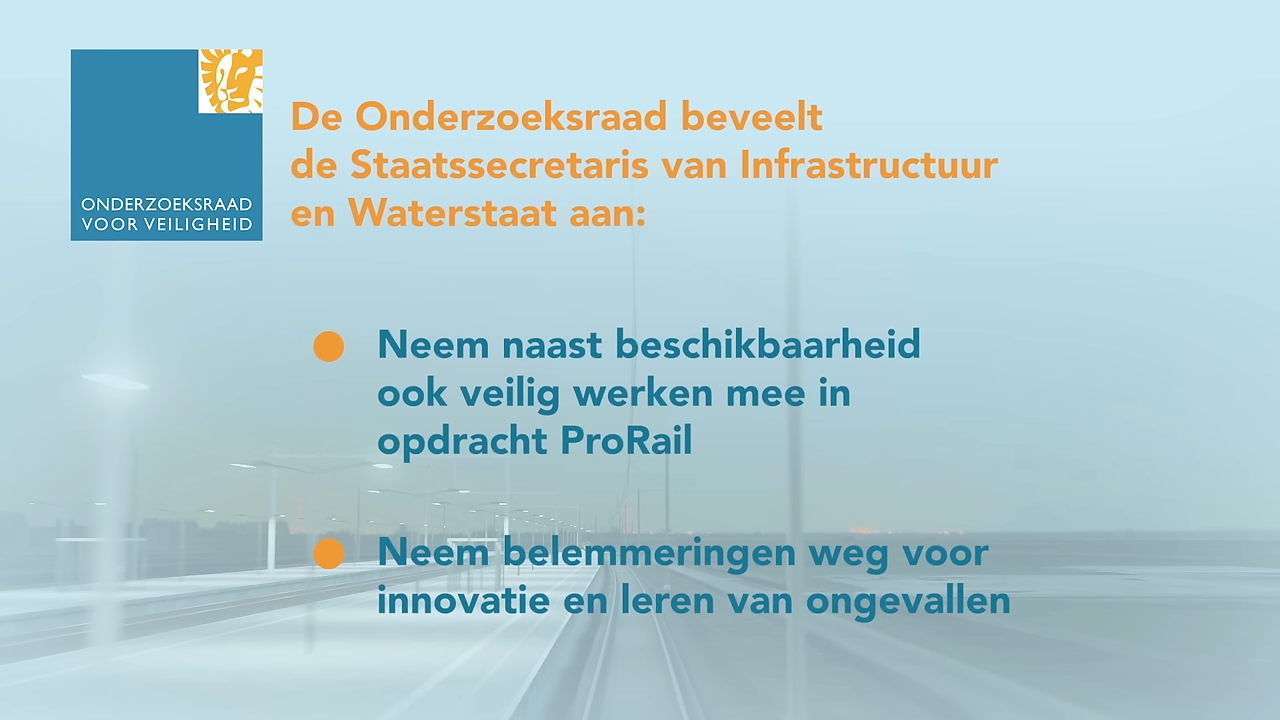 ONDERZOEKSRAAD
VOOR VEILIGHEID
De Onderzoeksraad beveelt
de Staatssecretaris van Infrastructuur
en Waterstaat aan:
Neem naast beschikbaarheid
ook veilig werken mee in
opdracht ProRail
Neem belemmeringen weg voor
innovatie en leren van ongevallen